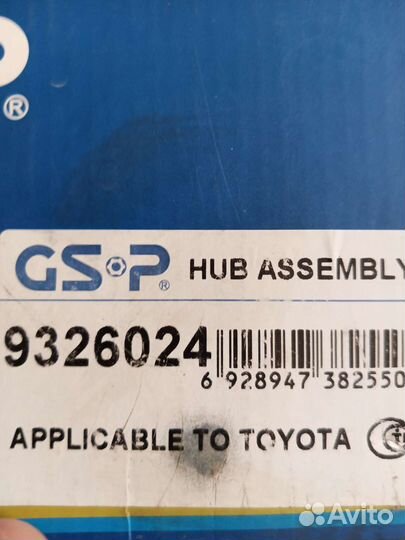 ®
GSP® HUB ASSEMBLY
9326024
6 928947 382550
APPLICABLE TO TOYOTA
Avito